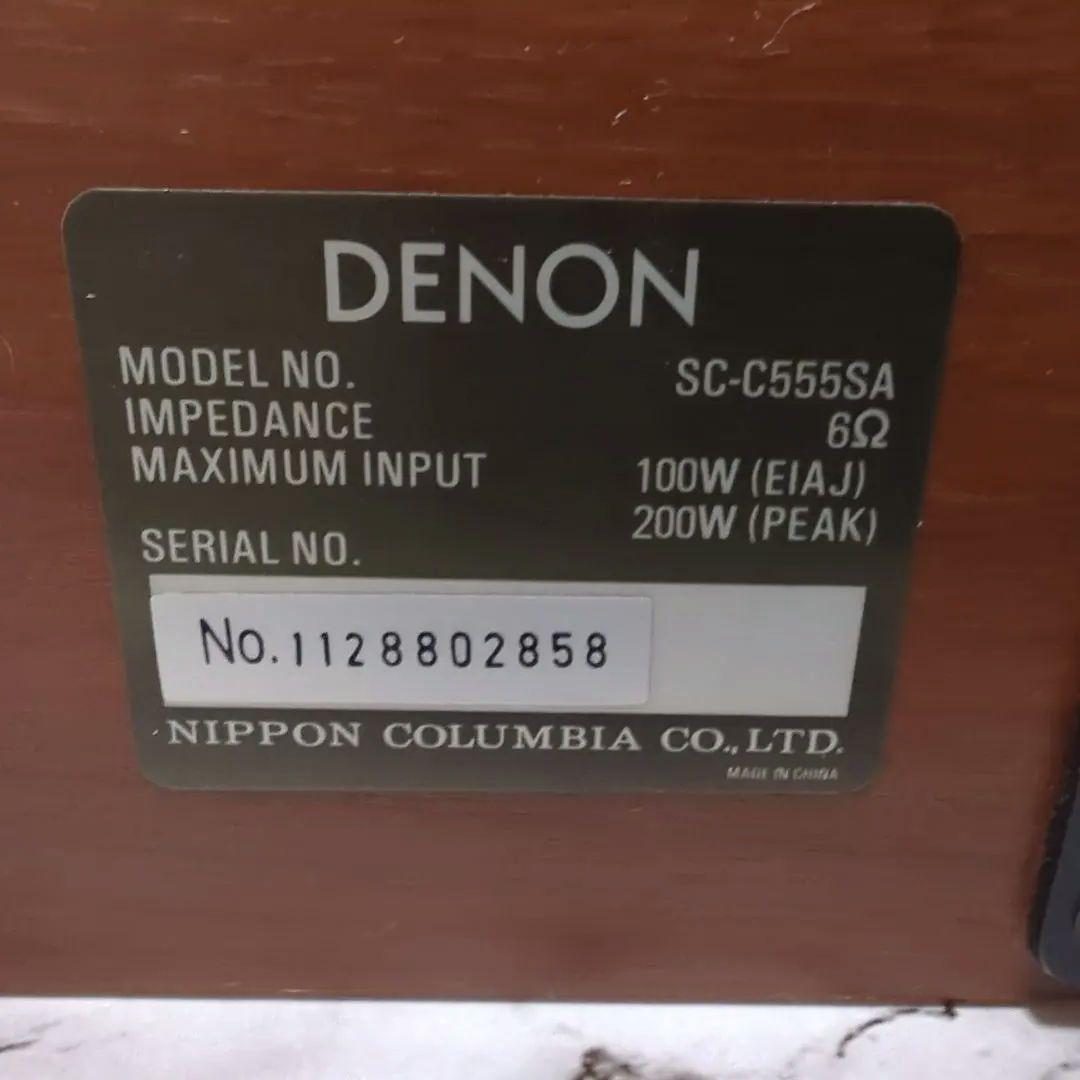 DENON
MODEL NO. SC-C555SA
IMPEDANCE 6Ω
MAXIMUM INPUT 100W (EIAJ)
200W (PEAK)
SERIAL NO.
No. 1128802858
NIPPON COLUMBIA CO., LTD.
MADE IN CHINA